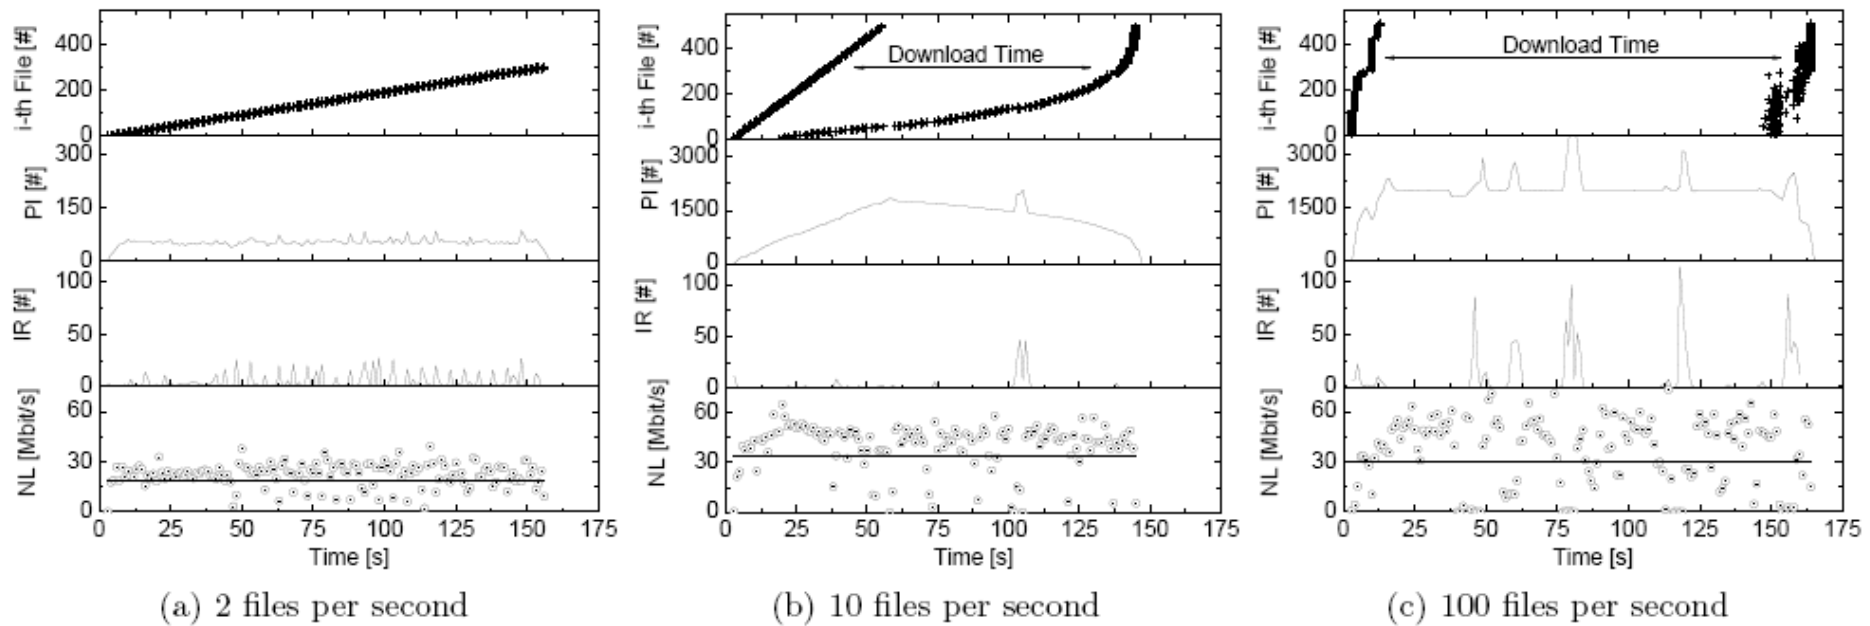 i-th File [#]
400
200
0
PI [#]
300
150
0
IR [#]
100
50
0
NL [Mbit/s]
60
30
0
0 25 50 75 100 125 150 175
Time [s]
(a) 2 files per second
i-th File [#]
400
200
0
Download Time
PI [#]
3000
1500
0
IR [#]
100
50
0
NL [Mbit/s]
60
30
0
0 25 50 75 100 125 150 175
Time [s]
(b) 10 files per second
i-th File [#]
400
200
0
Download Time
PI [#]
3000
1500
0
IR [#]
100
50
0
NL [Mbit/s]
60
30
0
0 25 50 75 100 125 150 175
Time [s]
(c) 100 files per second